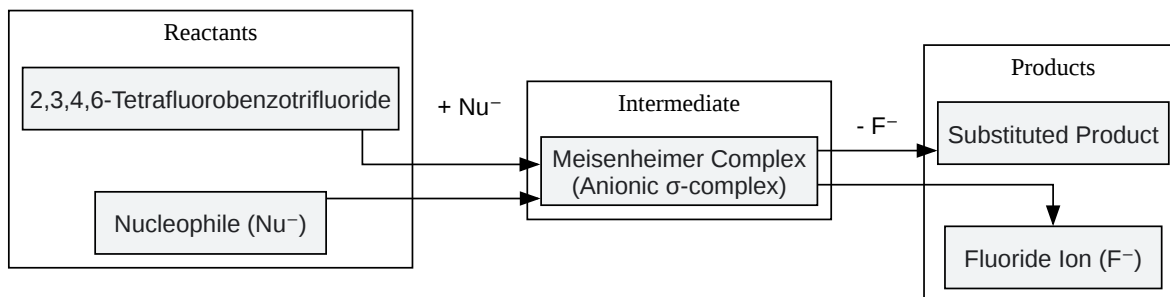 Reactants
2,3,4,6-Tetrafluorobenzotrifluoride
Nucleophile (Nu⁻)
+ Nu⁻
Intermediate
Meisenheimer Complex
(Anionic σ-complex)
- F⁻
Products
Substituted Product
Fluoride Ion (F⁻)